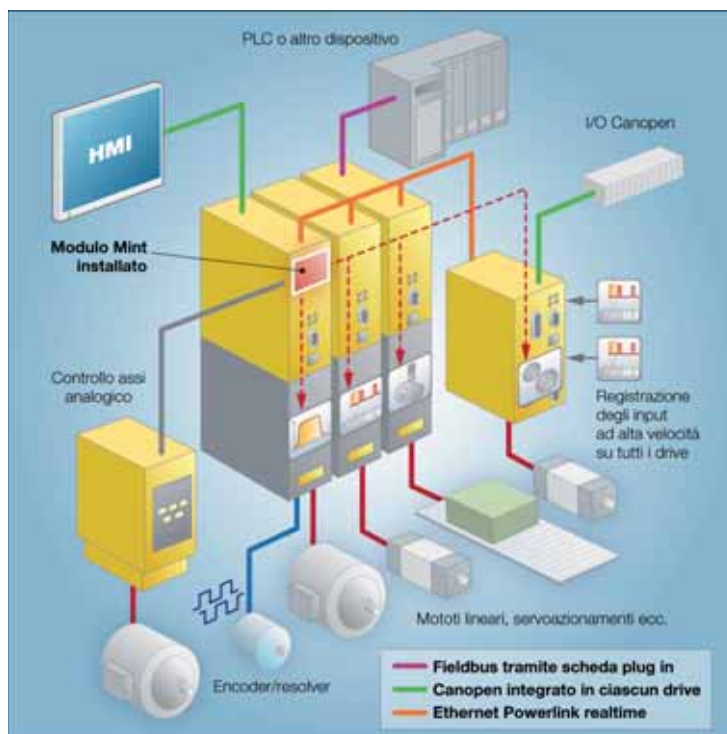 PLC o altro dispositivo
HMI
I/O Canopen
Modulo Mint
installato
Controllo assi
analogico
Registrazione
degli input
ad alta velocità
su tutti i drive
Mototi lineari, servoazionamenti ecc.
Encoder/resolver
Fieldbus tramite scheda plug in
Canopen integrato in ciascun drive
Ethernet Powerlink realtime